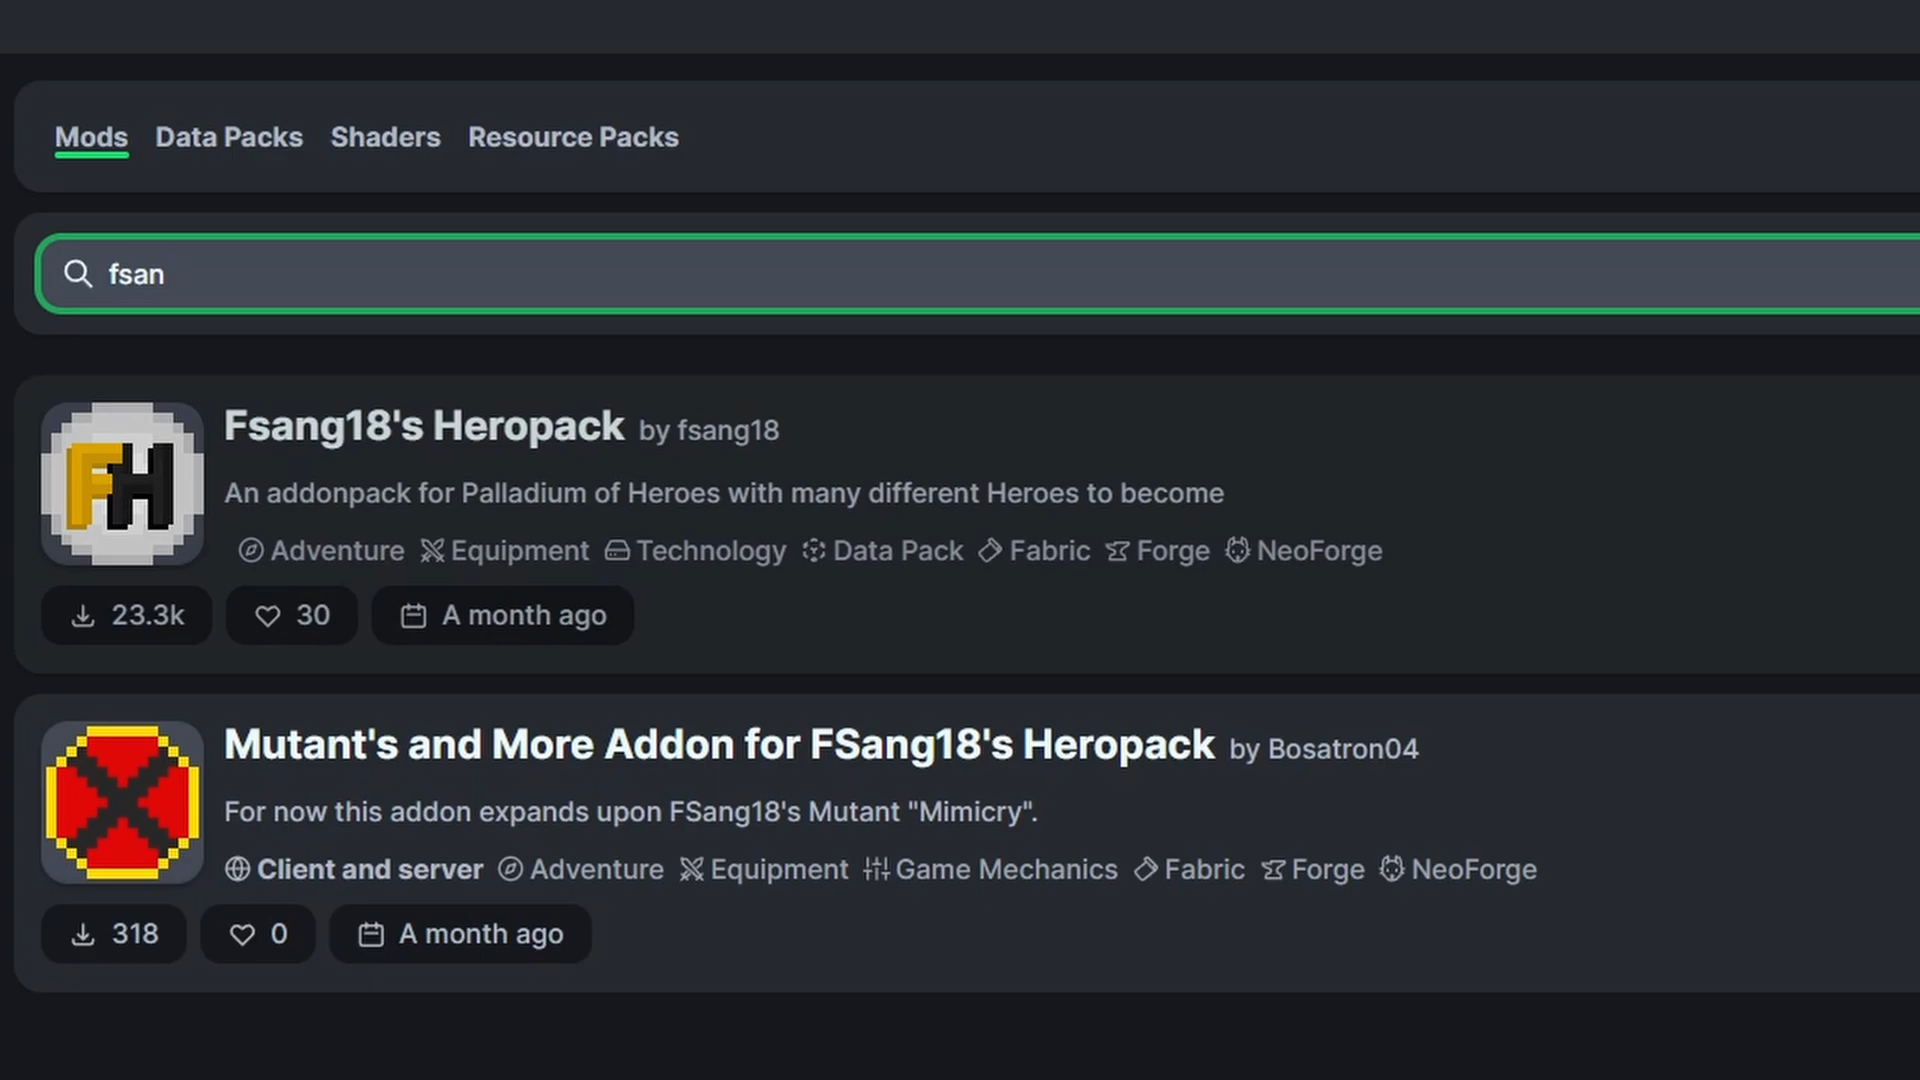 Mods Data Packs Shaders Resource Packs
fsan
FH
Fsang18's Heropack by fsang18
An addonpack for Palladium of Heroes with many different Heroes to become
Adventure Equipment Technology Data Pack Fabric Forge NeoForge
23.3k 30 A month ago
Mutant's and More Addon for FSang18's Heropack by Bosatron04
For now this addon expands upon FSang18's Mutant "Mimicry".
Client and server Adventure Equipment Game Mechanics Fabric Forge NeoForge
318 0 A month ago